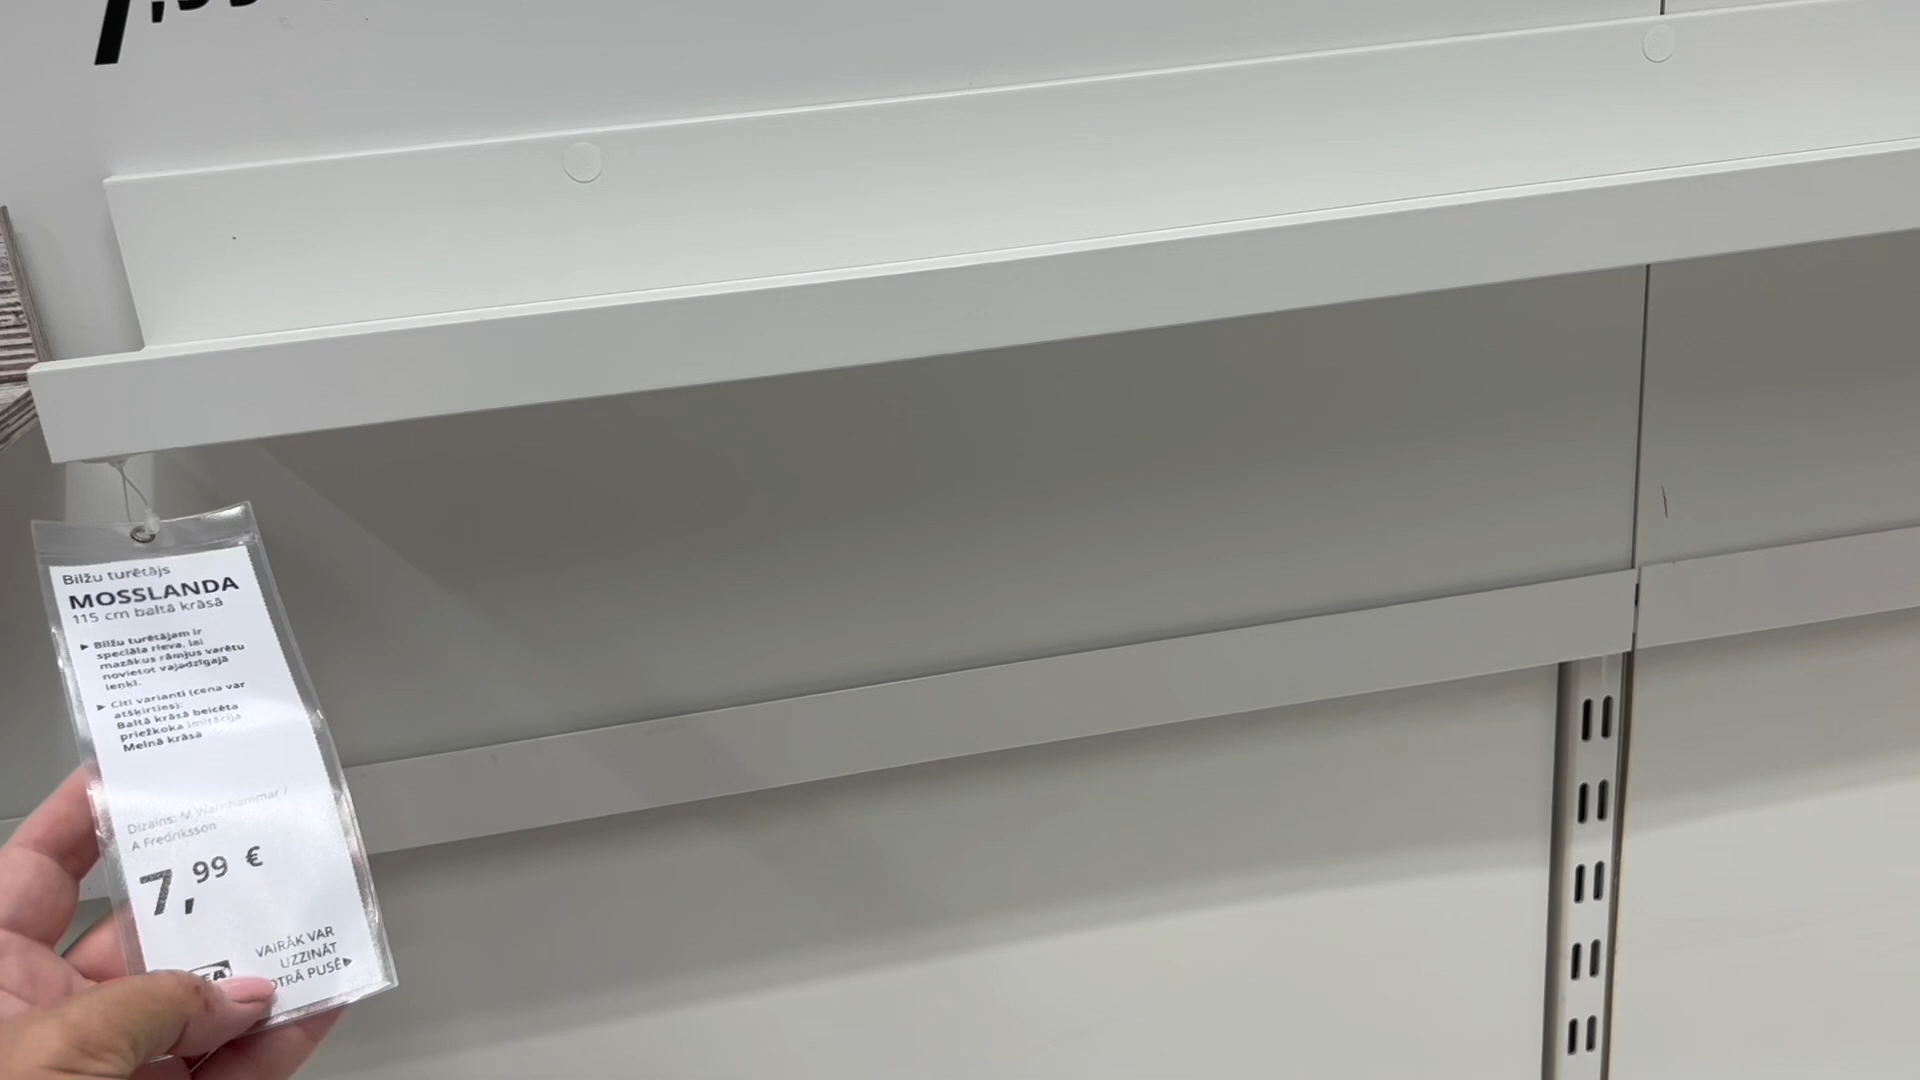 Bilžu turētājs
MOSSLANDA
115 cm baltā krāsā
▶ Bilžu turētājam ir
speciāla rieva, lai
mazākus rāmjus varētu
novietot vajadzīgajā
leņķī.
▶ Citi varianti (cena var
atšķirties):
Baltā krāsā beicēta
priežkoka imitācija
Melnā krāsā
Dizains: M Warnhammar /
A Fredriksson
7,99 €
VAIRĀK VAR
UZZINĀT
OTRĀ PUSĒ▶